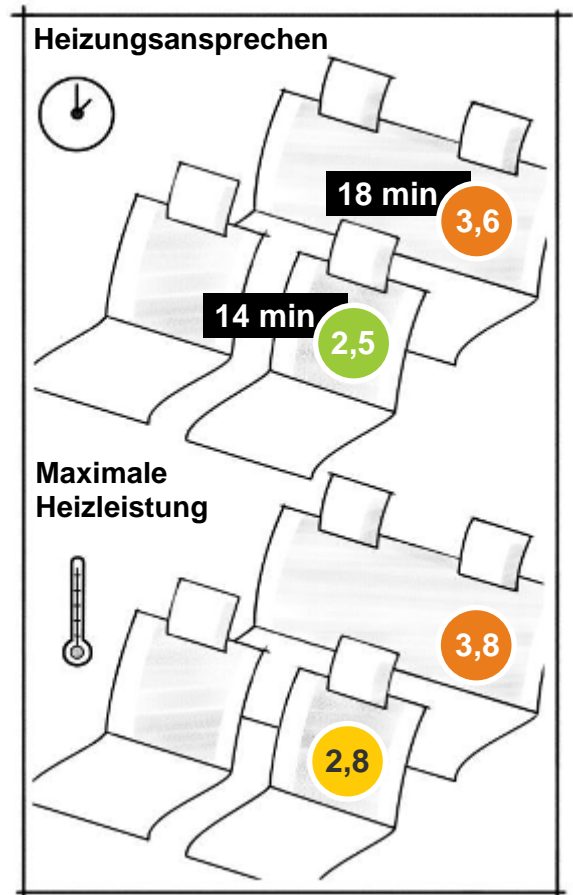 Heizungsansprechen
18 min
3,6
14 min
2,5
Maximale
Heizleistung
3,8
2,8